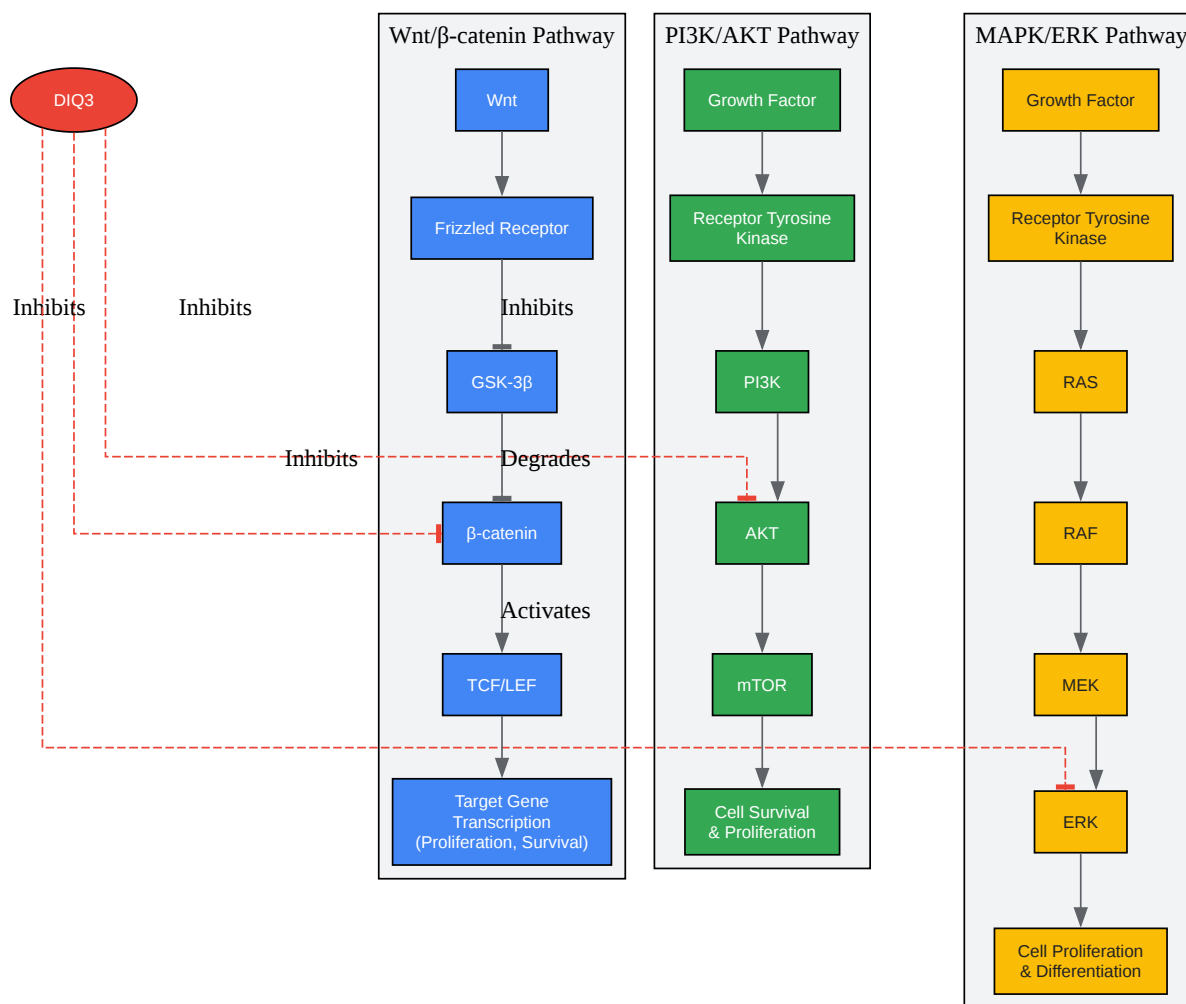 Wnt/β-catenin Pathway
PI3K/AKT Pathway
MAPK/ERK Pathway
DIQ3
Wnt
Growth Factor
Growth Factor
Frizzled Receptor
Receptor Tyrosine
Kinase
Receptor Tyrosine
Kinase
Inhibits
Inhibits
Inhibits
GSK-3β
PI3K
RAS
Inhibits
Degrades
β-catenin
AKT
RAF
Activates
TCF/LEF
mTOR
MEK
Target Gene
Transcription
(Proliferation, Survival)
Cell Survival
& Proliferation
ERK
Cell Proliferation
& Differentiation